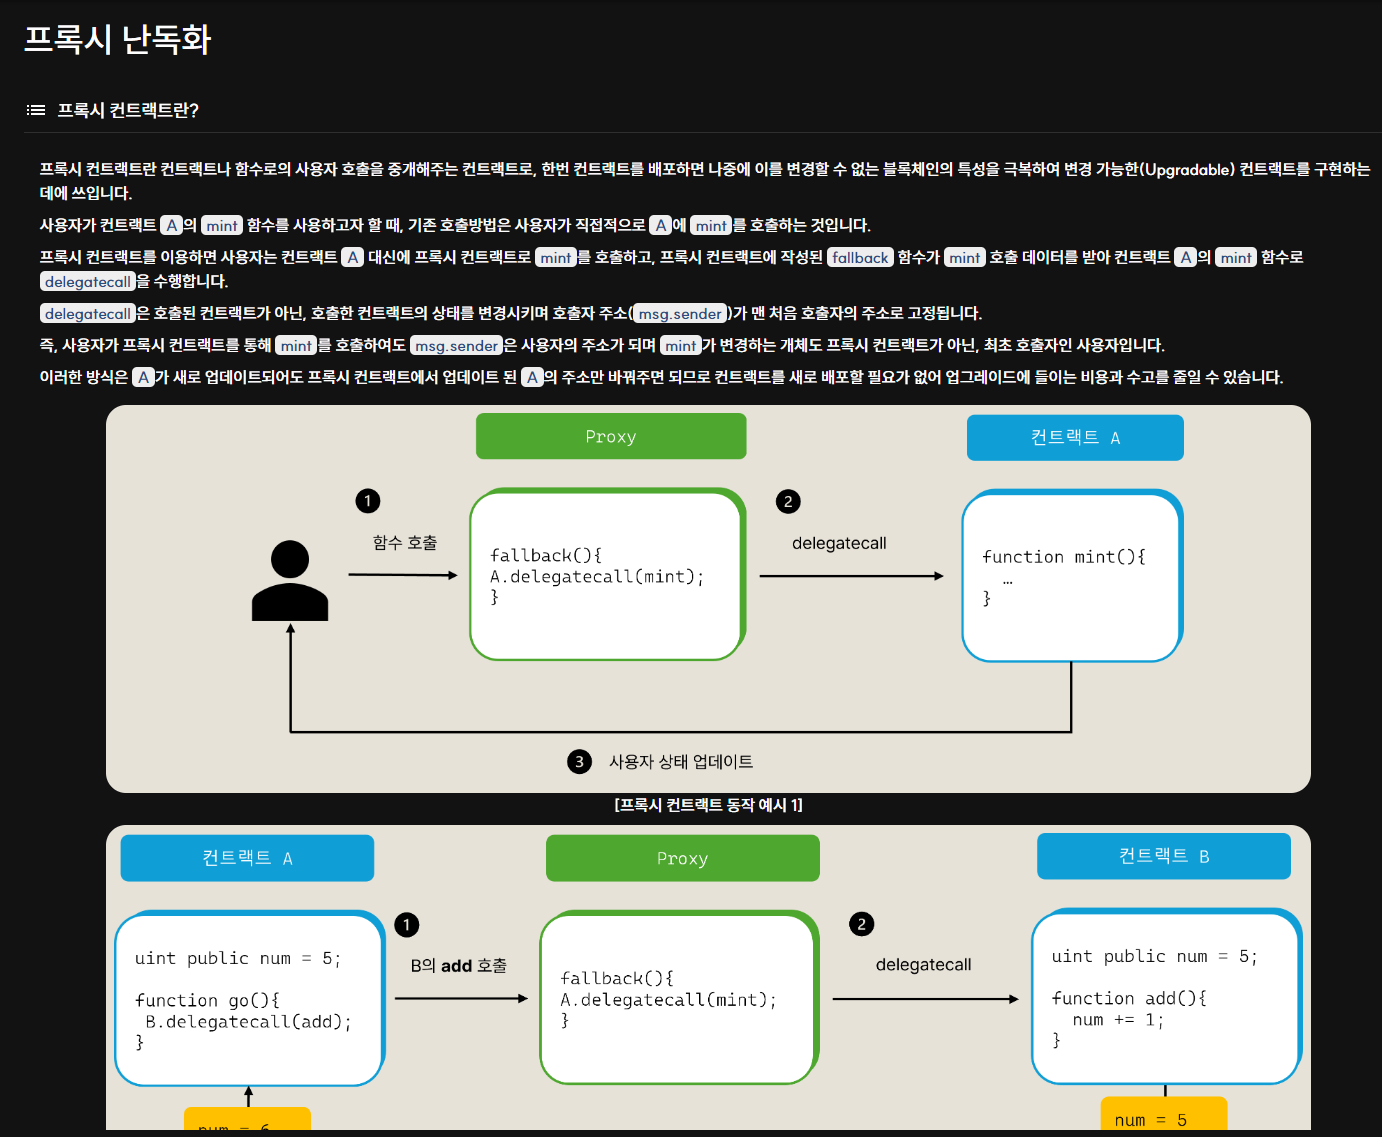 프록시 난독화
프록시 컨트랙트란?
프록시 컨트랙트란 컨트랙트나 함수로의 사용자 호출을 중개해주는 컨트랙트로, 한번 컨트랙트를 배포하면 나중에 이를 변경할 수 없는 블록체인의 특성을 극복하여 변경 가능한(Upgradable) 컨트랙트를 구현하는
데에 쓰입니다.
사용자가 컨트랙트 A의 mint 함수를 사용하고자 할 때, 기존 호출방법은 사용자가 직접적으로 A에 mint를 호출하는 것입니다.
프록시 컨트랙트를 이용하면 사용자는 컨트랙트 A 대신에 프록시 컨트랙트로 mint를 호출하고, 프록시 컨트랙트에 작성된 fallback 함수가 mint 호출 데이터를 받아 컨트랙트 A의 mint 함수로
delegatecall을 수행합니다.
delegatecall은 호출된 컨트랙트가 아닌, 호출한 컨트랙트의 상태를 변경시키며 호출자 주소(msg.sender)가 맨 처음 호출자의 주소로 고정됩니다.
즉, 사용자가 프록시 컨트랙트를 통해 mint를 호출하여도 msg.sender은 사용자의 주소가 되며 mint가 변경하는 개체도 프록시 컨트랙트가 아닌, 최초 호출자인 사용자입니다.
이러한 방식은 A가 새로 업데이트되어도 프록시 컨트랙트에서 업데이트 된 A의 주소만 바꿔주면 되므로 컨트랙트를 새로 배포할 필요가 없어 업그레이드에 들이는 비용과 수고를 줄일 수 있습니다.
Proxy
컨트랙트 A
1
함수 호출
fallback(){
A.delegatecall(mint);
}
2
delegatecall
function mint(){
…
}
3 사용자 상태 업데이트
[프록시 컨트랙트 동작 예시 1]
컨트랙트 A
Proxy
컨트랙트 B
uint public num = 5;
function go(){
B.delegatecall(add);
}
1
B의 add 호출
fallback(){
A.delegatecall(mint);
}
2
delegatecall
uint public num = 5;
function add(){
num += 1;
}
num = 6
num = 5